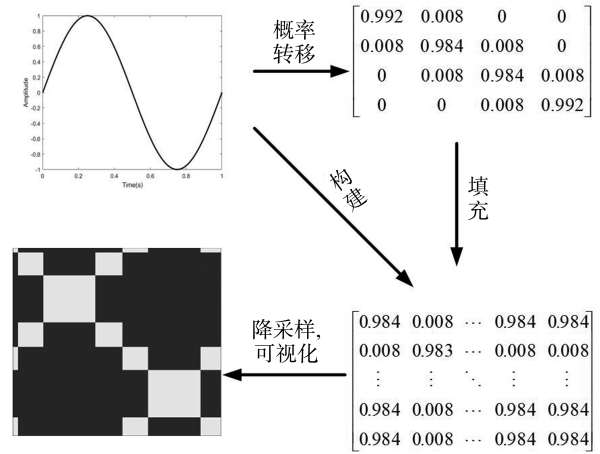 1
0.8
0.6
0.4
0.2
0
-0.2
-0.4
-0.6
-0.8
-1
Amplitude
0 0.2 0.4 0.6 0.8 1
Time(s)
概率
转移
0.992 0.008 0 0
0.008 0.984 0.008 0
0 0.008 0.984 0.008
0 0 0.008 0.992
构
建
填
充
降采样,
可视化
0.984 0.008 ⋯ 0.984 0.984
0.008 0.983 ⋯ 0.008 0.008
⋮ ⋮ ⋱ ⋮ ⋮
0.984 0.008 ⋯ 0.984 0.984
0.984 0.008 ⋯ 0.984 0.984